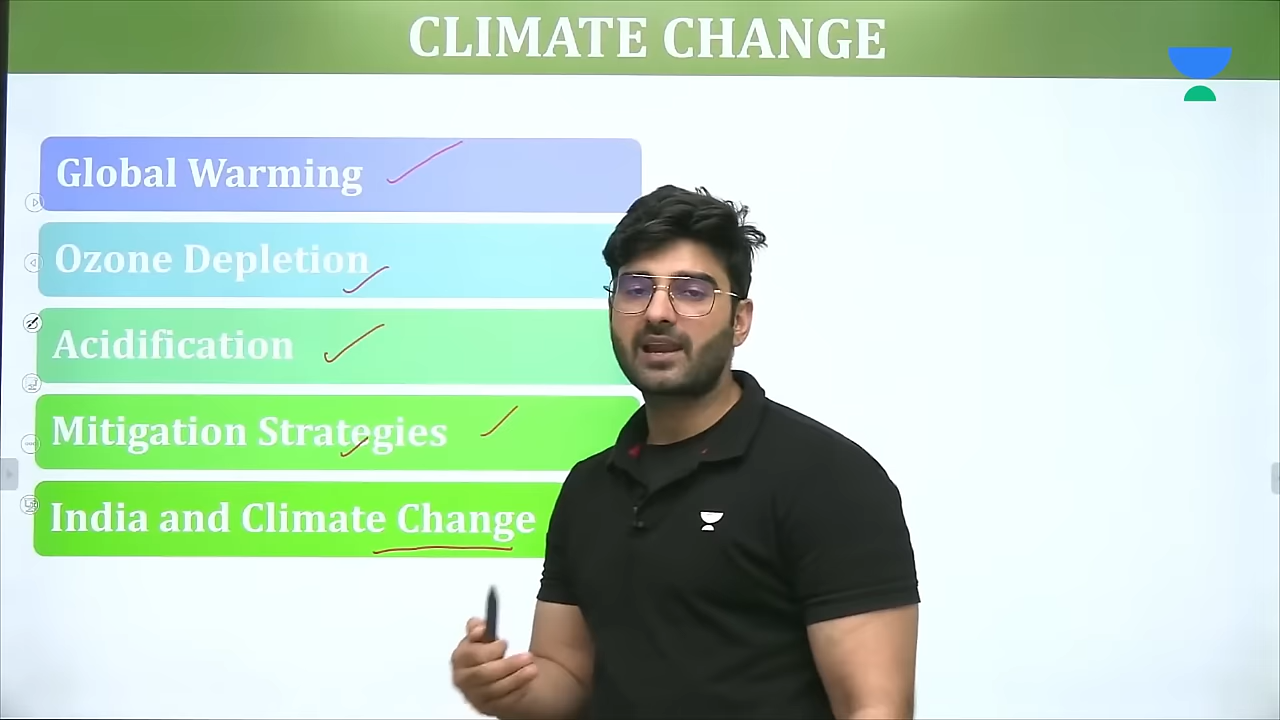 CLIMATE CHANGE
Global Warming
Ozone Depletion
Acidification
Mitigation Strategies
India and Climate Change